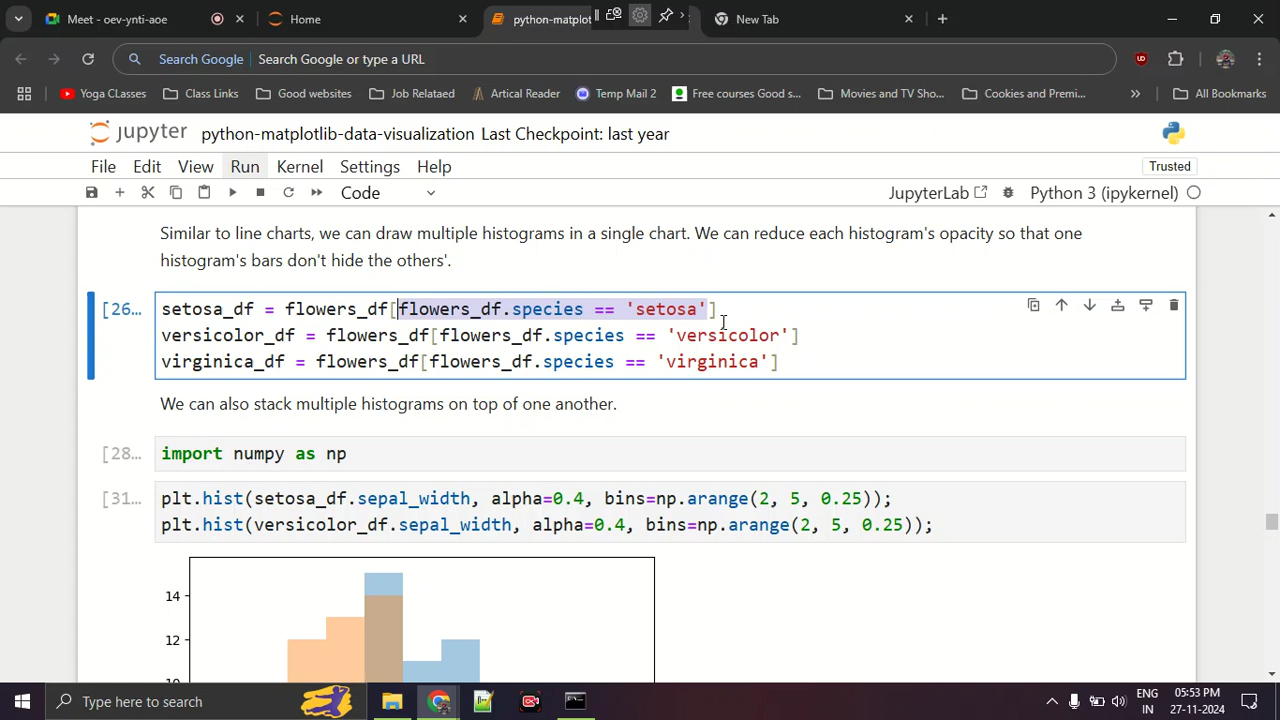 Meet - oev-ynti-aoe
Home
python-matplot
New Tab
Search Google
Search Google or type a URL
Yoga CLasses
Class Links
Good websites
Job Relataed
Artical Reader
Temp Mail 2
Free courses Good s...
Movies and TV Sho...
Cookies and Premi...
All Bookmarks
jupyter
python-matplotlib-data-visualization Last Checkpoint: last year
File Edit View Run Kernel Settings Help
Trusted
Code
JupyterLab
Python 3 (ipykernel)
Similar to line charts, we can draw multiple histograms in a single chart. We can reduce each histogram's opacity so that one
histogram's bars don't hide the others'.
[26...
setosa_df = flowers_df[flowers_df.species == 'setosa']
versicolor_df = flowers_df[flowers_df.species == 'versicolor']
virginica_df = flowers_df[flowers_df.species == 'virginica']
We can also stack multiple histograms on top of one another.
[28...
import numpy as np
[31...
plt.hist(setosa_df.sepal_width, alpha=0.4, bins=np.arange(2, 5, 0.25));
plt.hist(versicolor_df.sepal_width, alpha=0.4, bins=np.arange(2, 5, 0.25));
14
12
Type here to search
ENG
IN
05:53 PM
27-11-2024